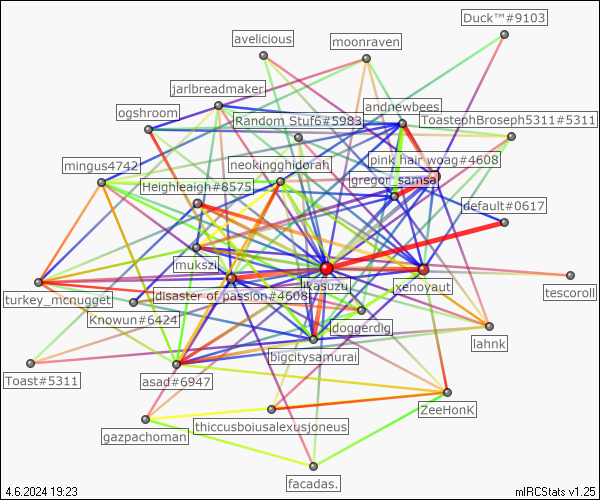 Duck™#9103
avelicious
moonraven
jarlbreadmaker
andnewbees
ogshroom
Random Stuf6#5983
ToastephBroseph5311#5311
mingus4742
neokingghidorah
pink hair woag#4608
Heighleaigh#8575
gregor_samsa
default#0617
mukszi
likasuzu
xenoyaut
tescoroll
turkey_mcnugget
disaster of passion#4608
Knowun#6424
doggerdig
lahnk
bigcitysamurai
Toast#5311
asad#6947
ZeeHonK
thiccusboiusalexusjoneus
gazpachoman
facadas.
4.6.2024 19:23
mIRCStats v1.25